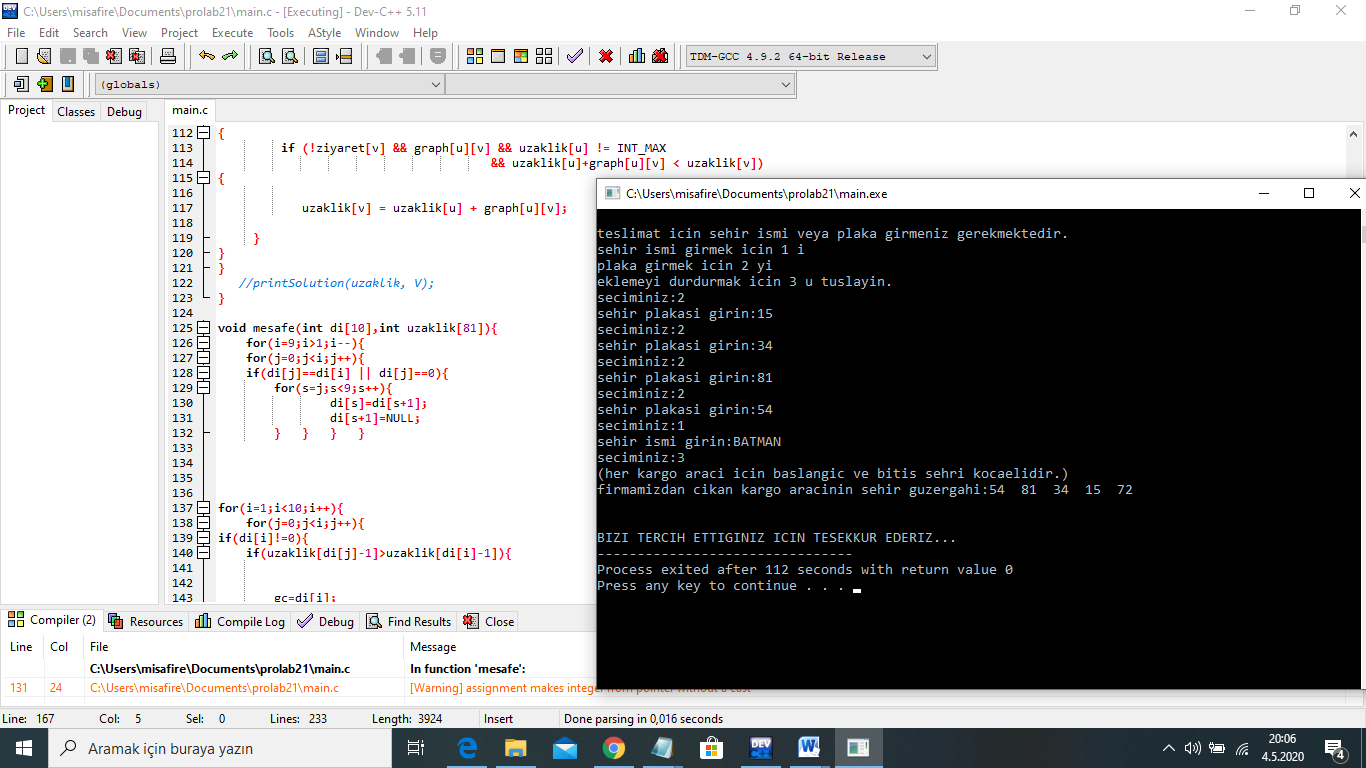 C:\Users\misafire\Documents\prolab21\main.c - [Executing] - Dev-C++ 5.11
File Edit Search View Project Execute Tools AStyle Window Help
TDM-GCC 4.9.2 64-bit Release
(globals)
Project Classes Debug
main.c
112 {
113 if (!ziyaret[v] && graph[u][v] && uzaklik[u] != INT_MAX
114 && uzaklik[u]+graph[u][v] < uzaklik[v])
115 {
116
117 uzaklik[v] = uzaklik[u] + graph[u][v];
118
119 }
120 }
121 }
122 //printSolution(uzaklik, V);
123 }
124
125 void mesafe(int di[10],int uzaklik[81]){
126 for(i=9;i>1;i--){
127 for(j=0;j<i;j++){
128 if(di[j]==di[i] || di[j]==0){
129 for(s=j;s<9;s++){
130 di[s]=di[s+1];
131 di[s+1]=NULL;
132 } } } }
133
134
135
136
137 for(i=1;i<10;i++){
138 for(j=0;j<i;j++){
139 if(di[i]!=0){
140 if(uzaklik[di[j]-1]>uzaklik[di[i]-1]){
141
142
143 gc=di[i];
C:\Users\misafire\Documents\prolab21\main.exe
teslimat icin sehir ismi veya plaka girmeniz gerekmektedir.
sehir ismi girmek icin 1 i
plaka girmek icin 2 yi
eklemeyi durdurmak icin 3 u tuslayin.
seciminiz:2
sehir plakasi girin:15
seciminiz:2
sehir plakasi girin:34
seciminiz:2
sehir plakasi girin:81
seciminiz:2
sehir plakasi girin:54
seciminiz:1
sehir ismi girin:BATMAN
seciminiz:3
(her kargo araci icin baslangic ve bitis sehri kocaelidir.)
firmamizdan cikan kargo aracinin sehir guzergahi:54 81 34 15 72
BIZI TERCIH ETTIGINIZ ICIN TESEKKUR EDERIZ...
--------------------------------
Process exited after 112 seconds with return value 0
Press any key to continue . . .
Compiler (2) Resources Compile Log Debug Find Results Close
Line Col File Message
C:\Users\misafire\Documents\prolab21\main.c In function 'mesafe':
131 24 C:\Users\misafire\Documents\prolab21\main.c [Warning] assignment makes integer from pointer without a cast
Line: 167 Col: 5 Sel: 0 Lines: 233 Length: 3924 Insert Done parsing in 0,016 seconds
Aramak için buraya yazın
20:06
4.5.2020
4